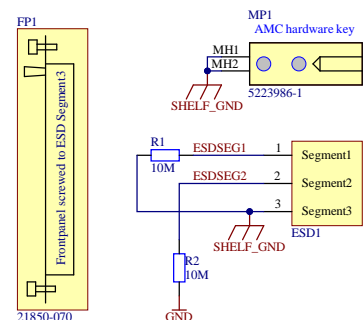 FP1
Frontpanel screwed to ESD Segment3
21850-070
MP1
AMC hardware key
MH1
MH2
SHELF_GND
5223986-1
R1
10M
ESDSEG1
1
Segment1
ESDSEG2
2
Segment2
3
Segment3
SHELF_GND
ESD1
R2
10M
GND